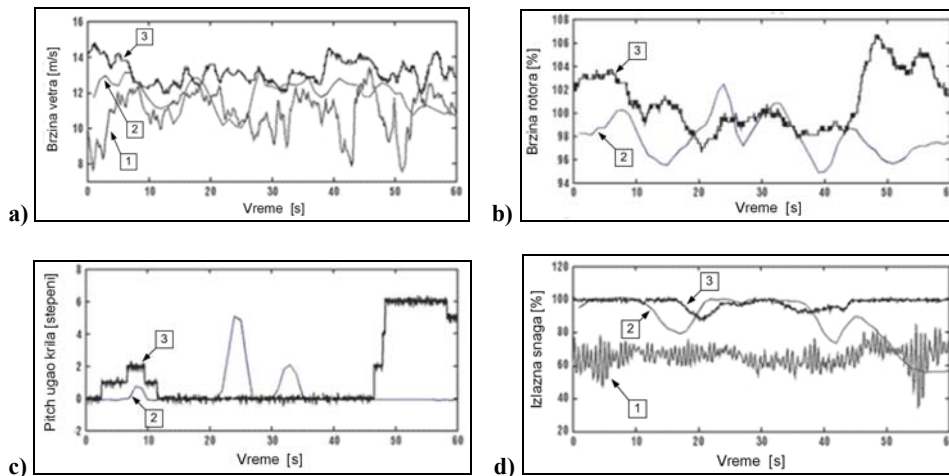 a)
Brzina vetra [m/s]
16
14
12
10
8
3
2
1
0 10 20 30 40 50 60
Vreme [s]
b)
Brzina rotora [%]
108
106
104
102
100
98
96
94
3
2
0 10 20 30 40 50 60
Vreme [s]
c)
Pitch ugao krila [stepeni]
8
6
4
2
0
-2
3
2
0 10 20 30 40 50 60
Vreme [s]
d)
Izlazna snaga [%]
120
100
80
60
40
20
3
2
1
0 10 20 30 40 50 60
Vreme [s]